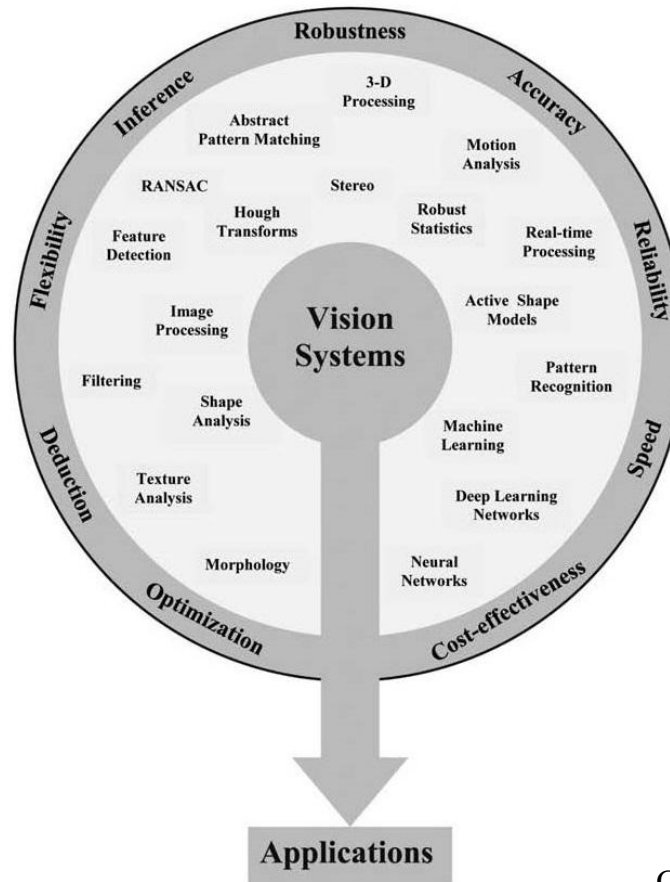 Robustness
Accuracy
Reliability
Speed
Cost-effectiveness
Optimization
Deduction
Flexibility
Inference
3-D
Processing
Abstract
Pattern Matching
Motion
Analysis
RANSAC
Stereo
Hough
Transforms
Robust
Statistics
Feature
Detection
Real-time
Processing
Image
Processing
Active Shape
Models
Vision
Systems
Filtering
Pattern
Recognition
Shape
Analysis
Machine
Learning
Texture
Analysis
Deep Learning
Networks
Morphology
Neural
Networks
Applications